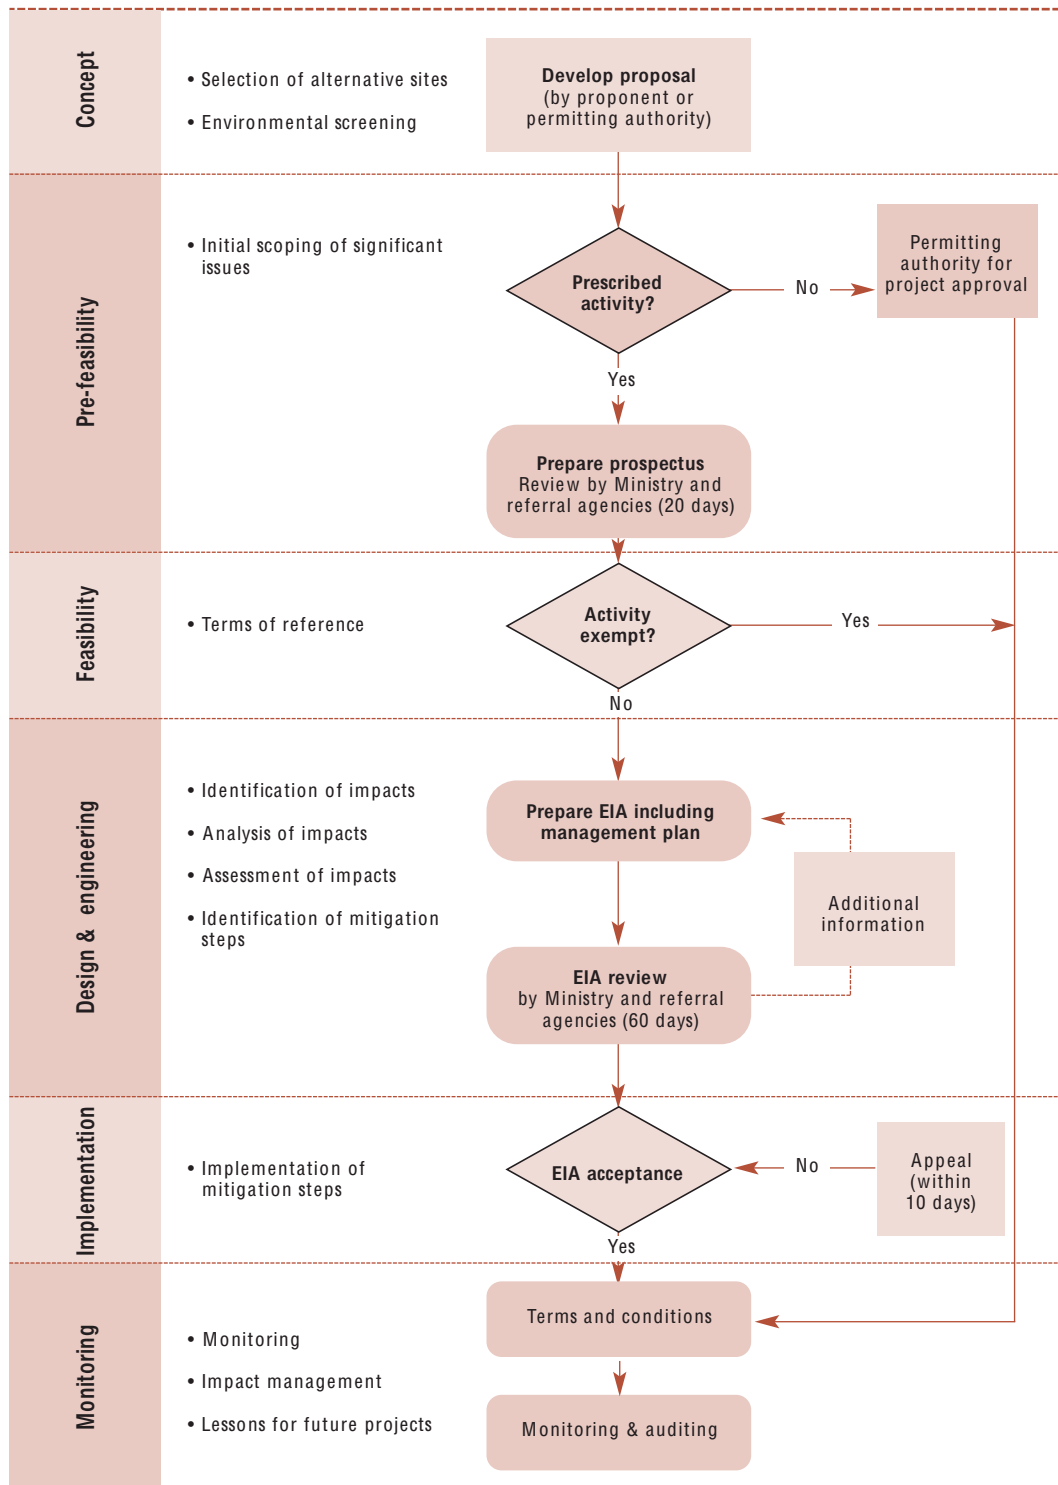 Concept
• Selection of alternative sites
• Environmental screening
Develop proposal
(by proponent or
permitting authority)
Pre-feasibility
• Initial scoping of significant
issues
Prescribed
activity?
No
Permitting
authority for
project approval
Yes
Prepare prospectus
Review by Ministry and
referral agencies (20 days)
Feasibility
• Terms of reference
Activity
exempt?
Yes
No
Design & engineering
• Identification of impacts
• Analysis of impacts
• Assessment of impacts
• Identification of mitigation
steps
Prepare EIA including
management plan
Additional
information
EIA review
by Ministry and referral
agencies (60 days)
Implementation
• Implementation of
mitigation steps
EIA acceptance
No
Appeal
(within
10 days)
Yes
Monitoring
• Monitoring
• Impact management
• Lessons for future projects
Terms and conditions
Monitoring & auditing